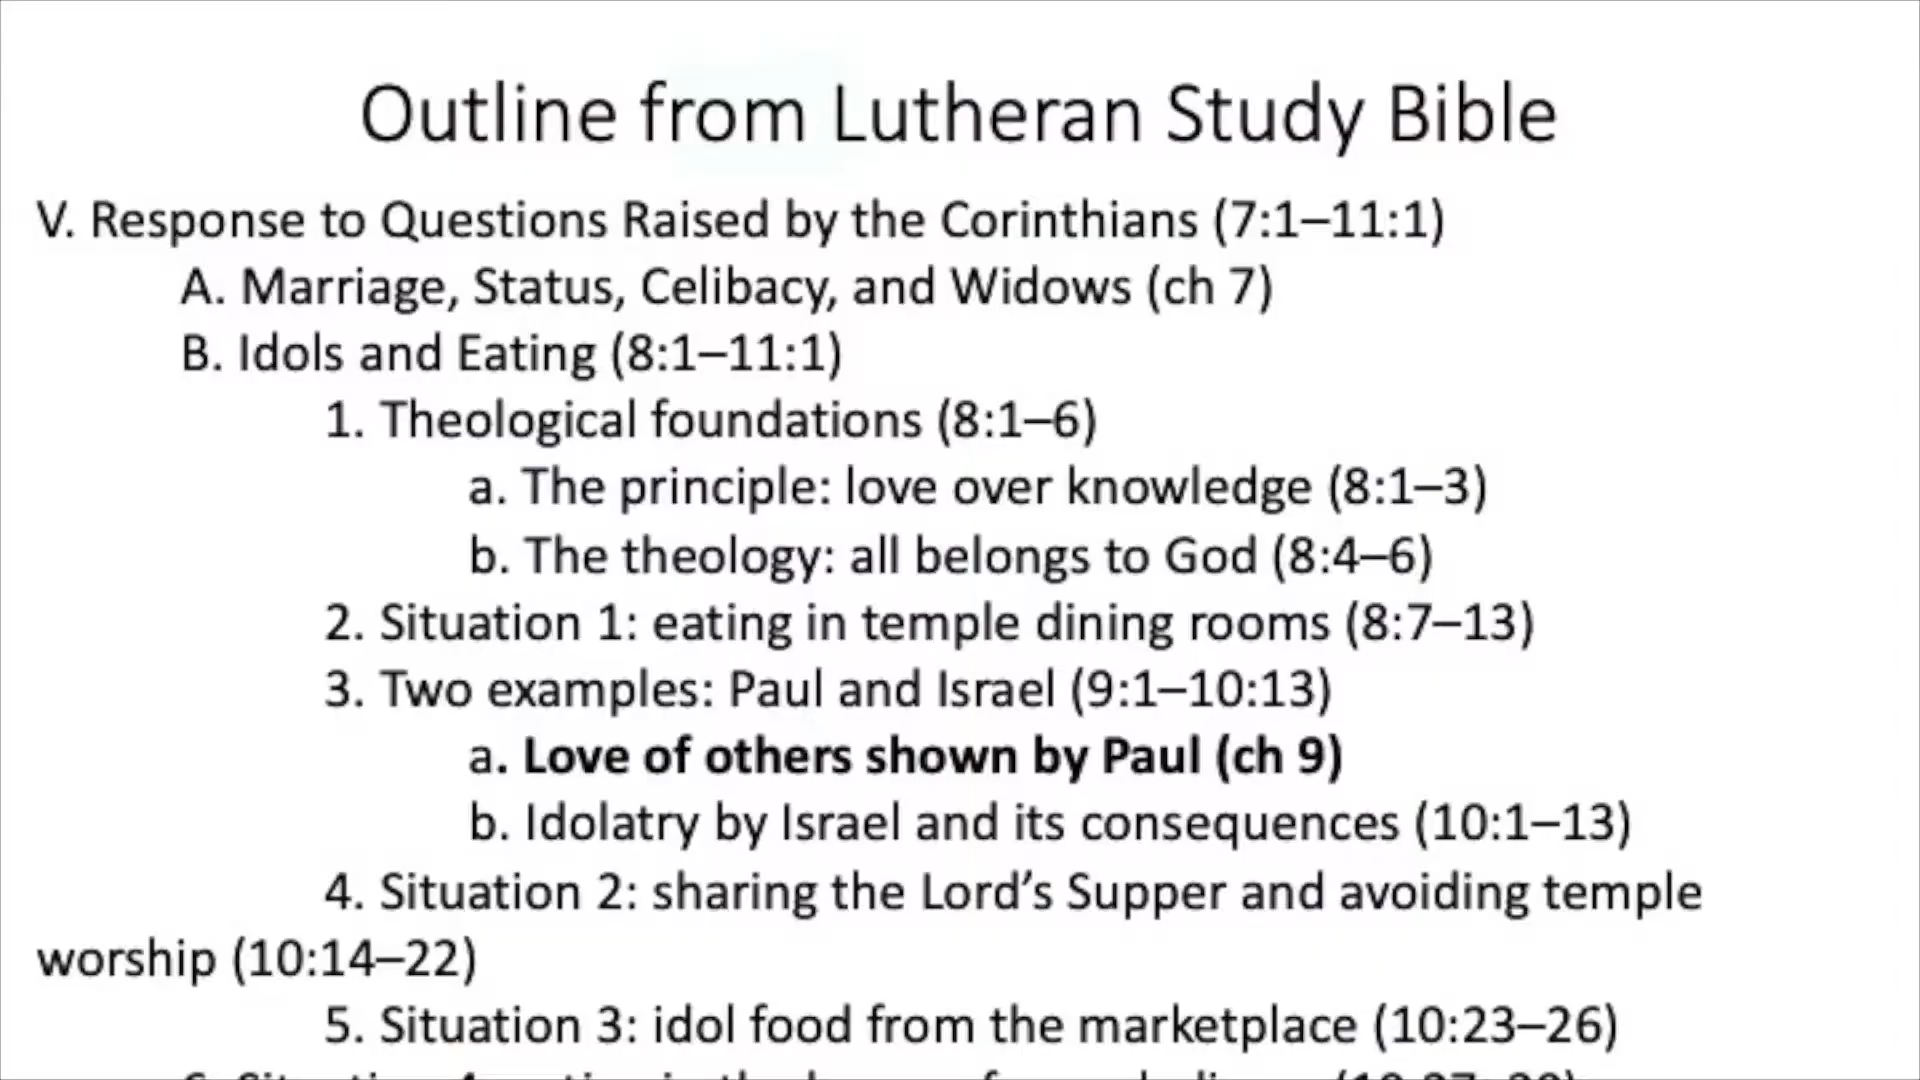 Outline from Lutheran Study Bible
V. Response to Questions Raised by the Corinthians (7:1–11:1)
A. Marriage, Status, Celibacy, and Widows (ch 7)
B. Idols and Eating (8:1–11:1)
1. Theological foundations (8:1–6)
a. The principle: love over knowledge (8:1–3)
b. The theology: all belongs to God (8:4–6)
2. Situation 1: eating in temple dining rooms (8:7–13)
3. Two examples: Paul and Israel (9:1–10:13)
a. Love of others shown by Paul (ch 9)
b. Idolatry by Israel and its consequences (10:1–13)
4. Situation 2: sharing the Lord’s Supper and avoiding temple
worship (10:14–22)
5. Situation 3: idol food from the marketplace (10:23–26)